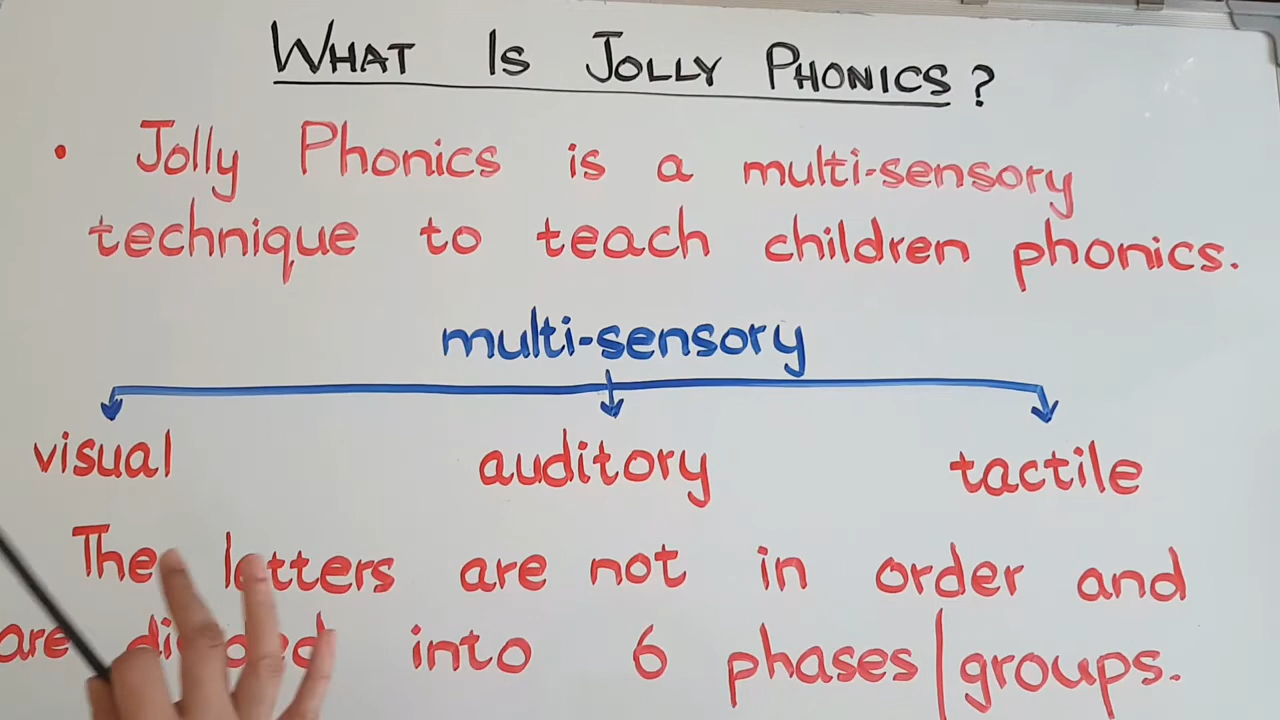 WHAT IS JOLLY PHONICS?
• Jolly Phonics is a multi-sensory
technique to teach children phonics.
multi-sensory
visual auditory tactile
The letters are not in order and
are divided into 6 phases/groups.